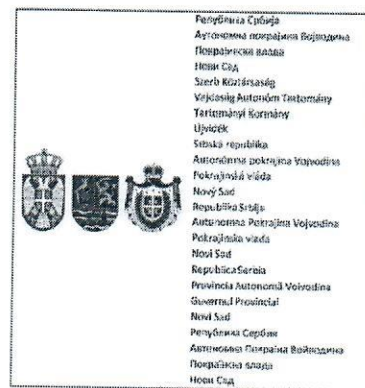 Република Србија
Аутономна покрајина Војводина
Покрајинска влада
Нови Сад
Szerb Köztársaság
Vajdaság Autonóm Tartomány
Tartományi Kormány
Újvidék
Srbská republika
Autonómna pokrajina Vojvodina
Pokrajinská vláda
Nový Sad
Republika Srbija
Autonomna Pokrajina Vojvodina
Pokrajinska vlada
Novi Sad
Republica Serbia
Provincia Autonomă Voivodina
Guvernul Provincial
Novi Sad
Републики Сербия
Автономна Покраїна Войводина
Покраїнска влада
Нови Сад